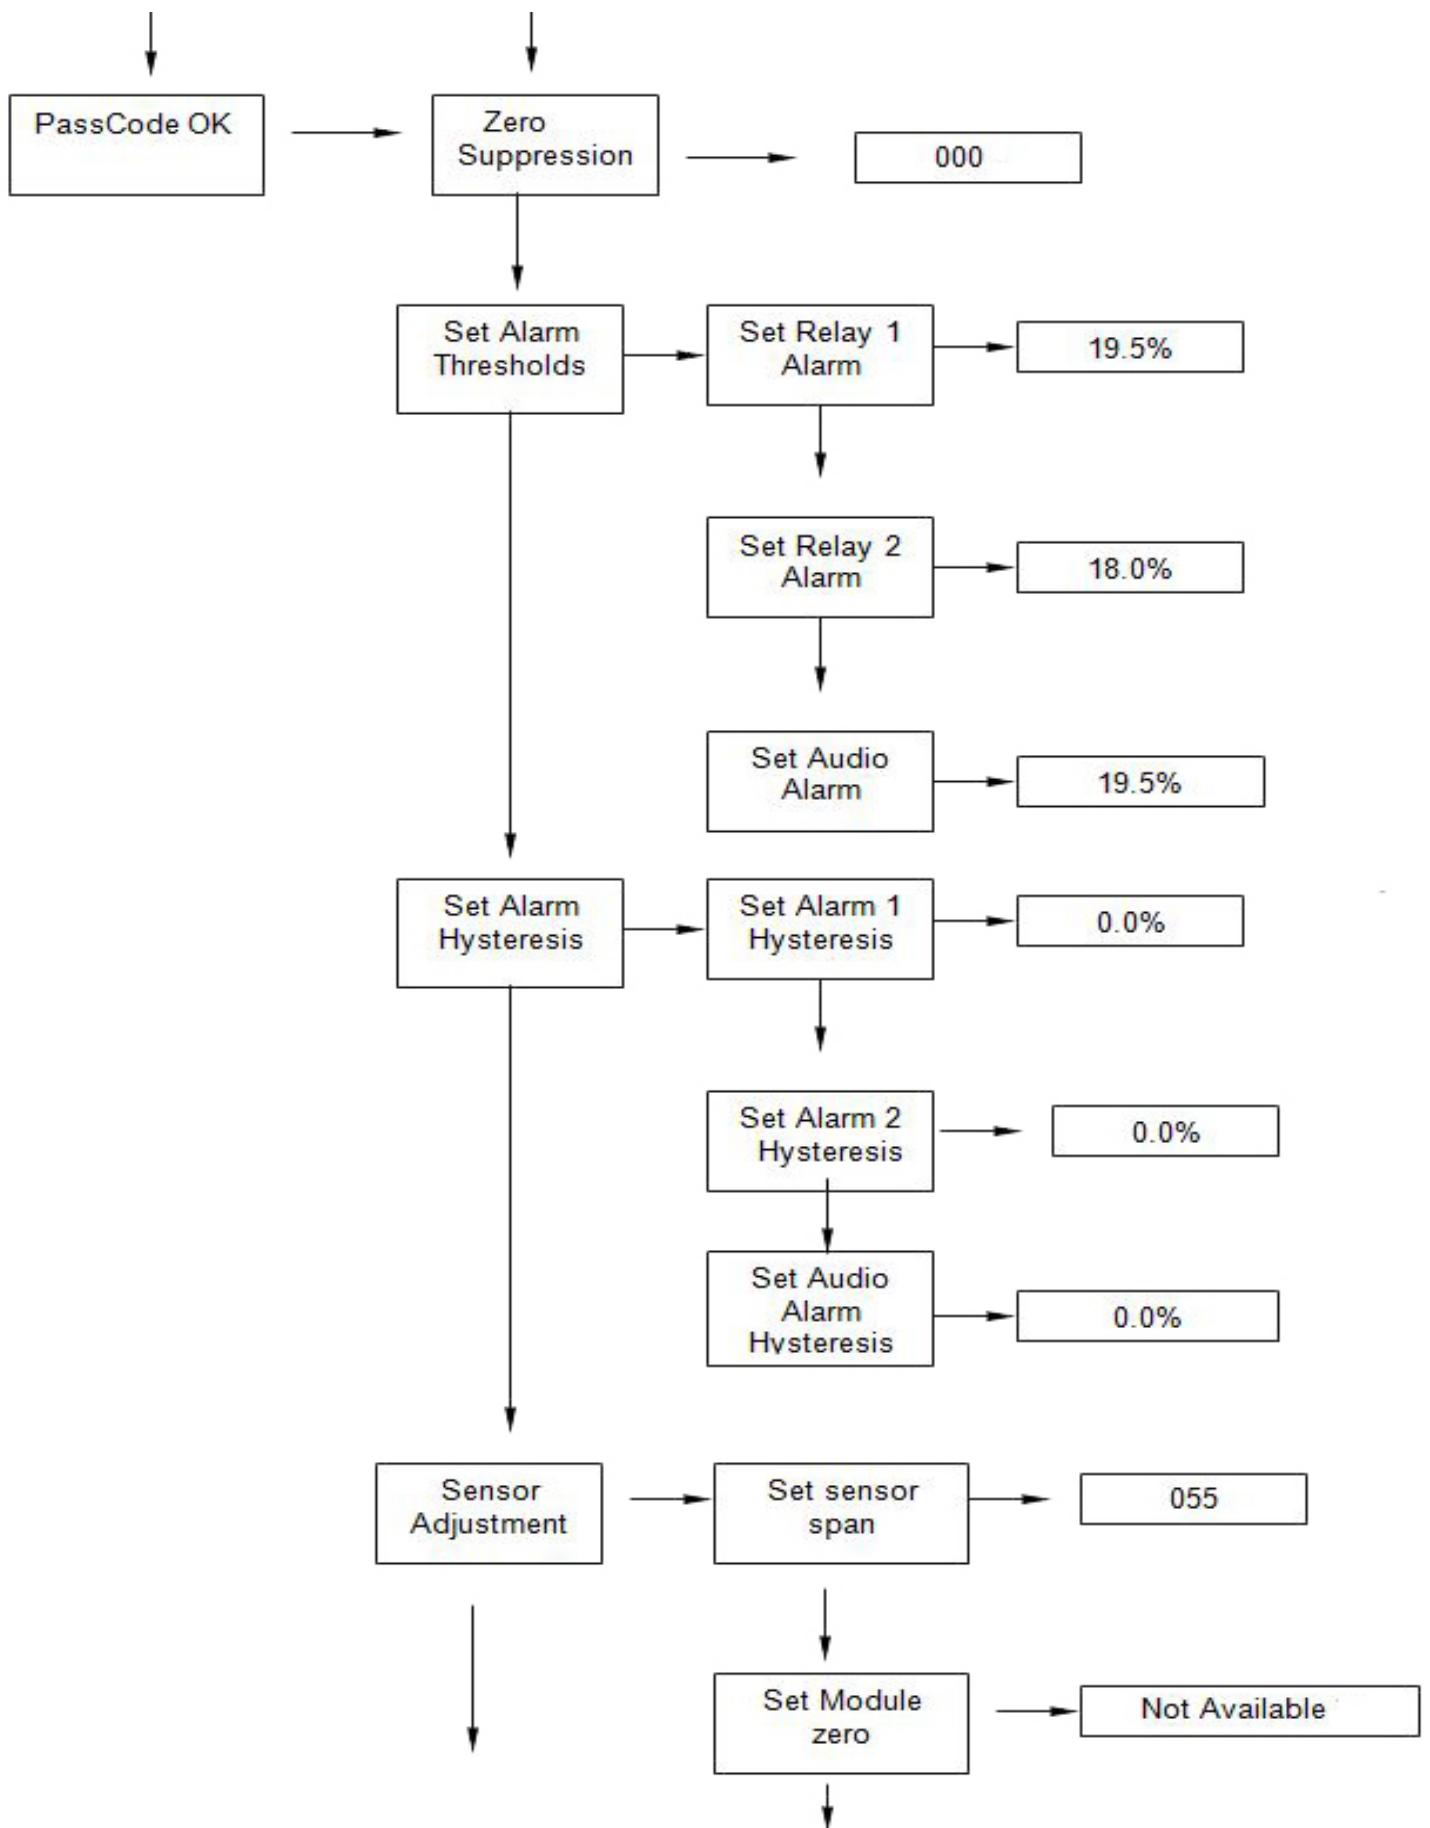 PassCode OK
Zero
Suppression
000
Set Alarm
Thresholds
Set Relay 1
Alarm
19.5%
Set Relay 2
Alarm
18.0%
Set Audio
Alarm
19.5%
Set Alarm
Hysteresis
Set Alarm 1
Hysteresis
0.0%
Set Alarm 2
Hysteresis
0.0%
Set Audio
Alarm
Hysteresis
0.0%
Sensor
Adjustment
Set sensor
span
055
Set Module
zero
Not Available